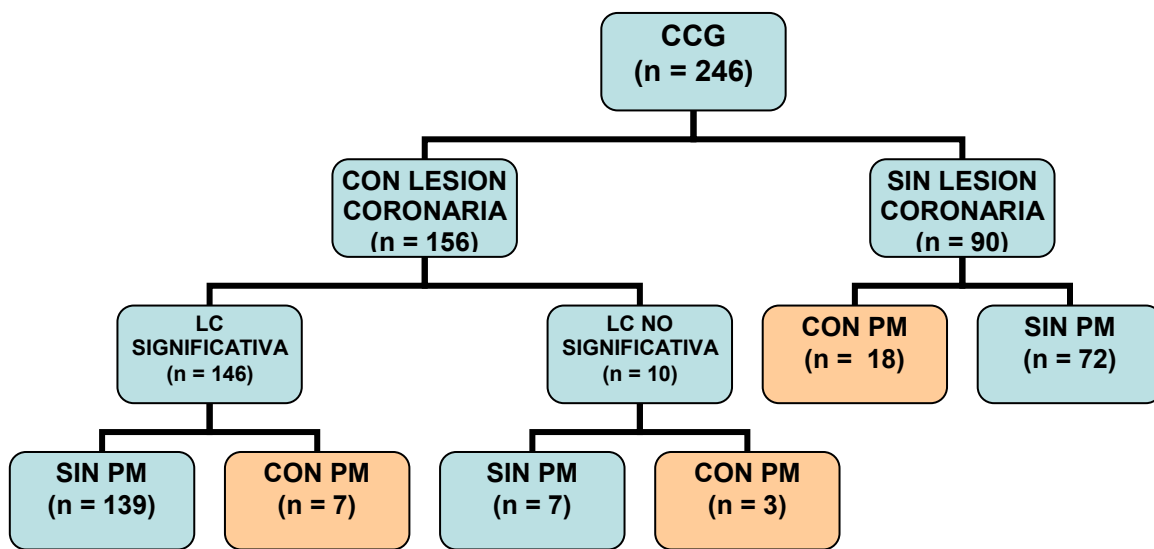 CCG
(n = 246)
CON LESION
CORONARIA
(n = 156)
SIN LESION
CORONARIA
(n = 90)
LC
SIGNIFICATIVA
(n = 146)
LC NO
SIGNIFICATIVA
(n = 10)
CON PM
(n =  18)
SIN PM
(n = 72)
SIN PM
(n = 139)
CON PM
(n = 7)
SIN PM
(n = 7)
CON PM
(n = 3)